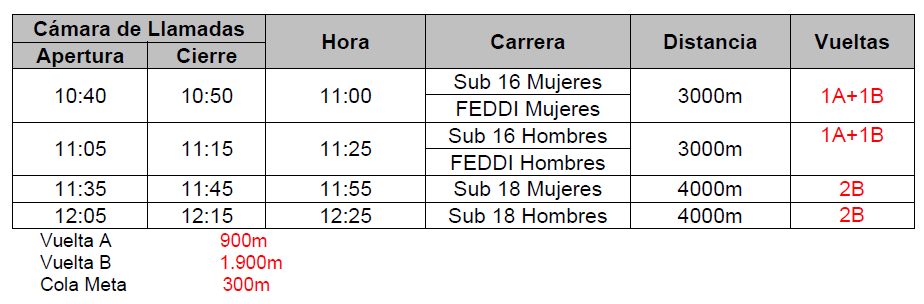 Cámara de Llamadas Hora Carrera Distancia Vueltas
Apertura Cierre
10:40 10:50 11:00 Sub 16 Mujeres 3000m 1A+1B
FEDDI Mujeres
11:05 11:15 11:25 Sub 16 Hombres 3000m 1A+1B
FEDDI Hombres
11:35 11:45 11:55 Sub 18 Mujeres 4000m 2B
12:05 12:15 12:25 Sub 18 Hombres 4000m 2B
Vuelta A 900m
Vuelta B 1.900m
Cola Meta 300m